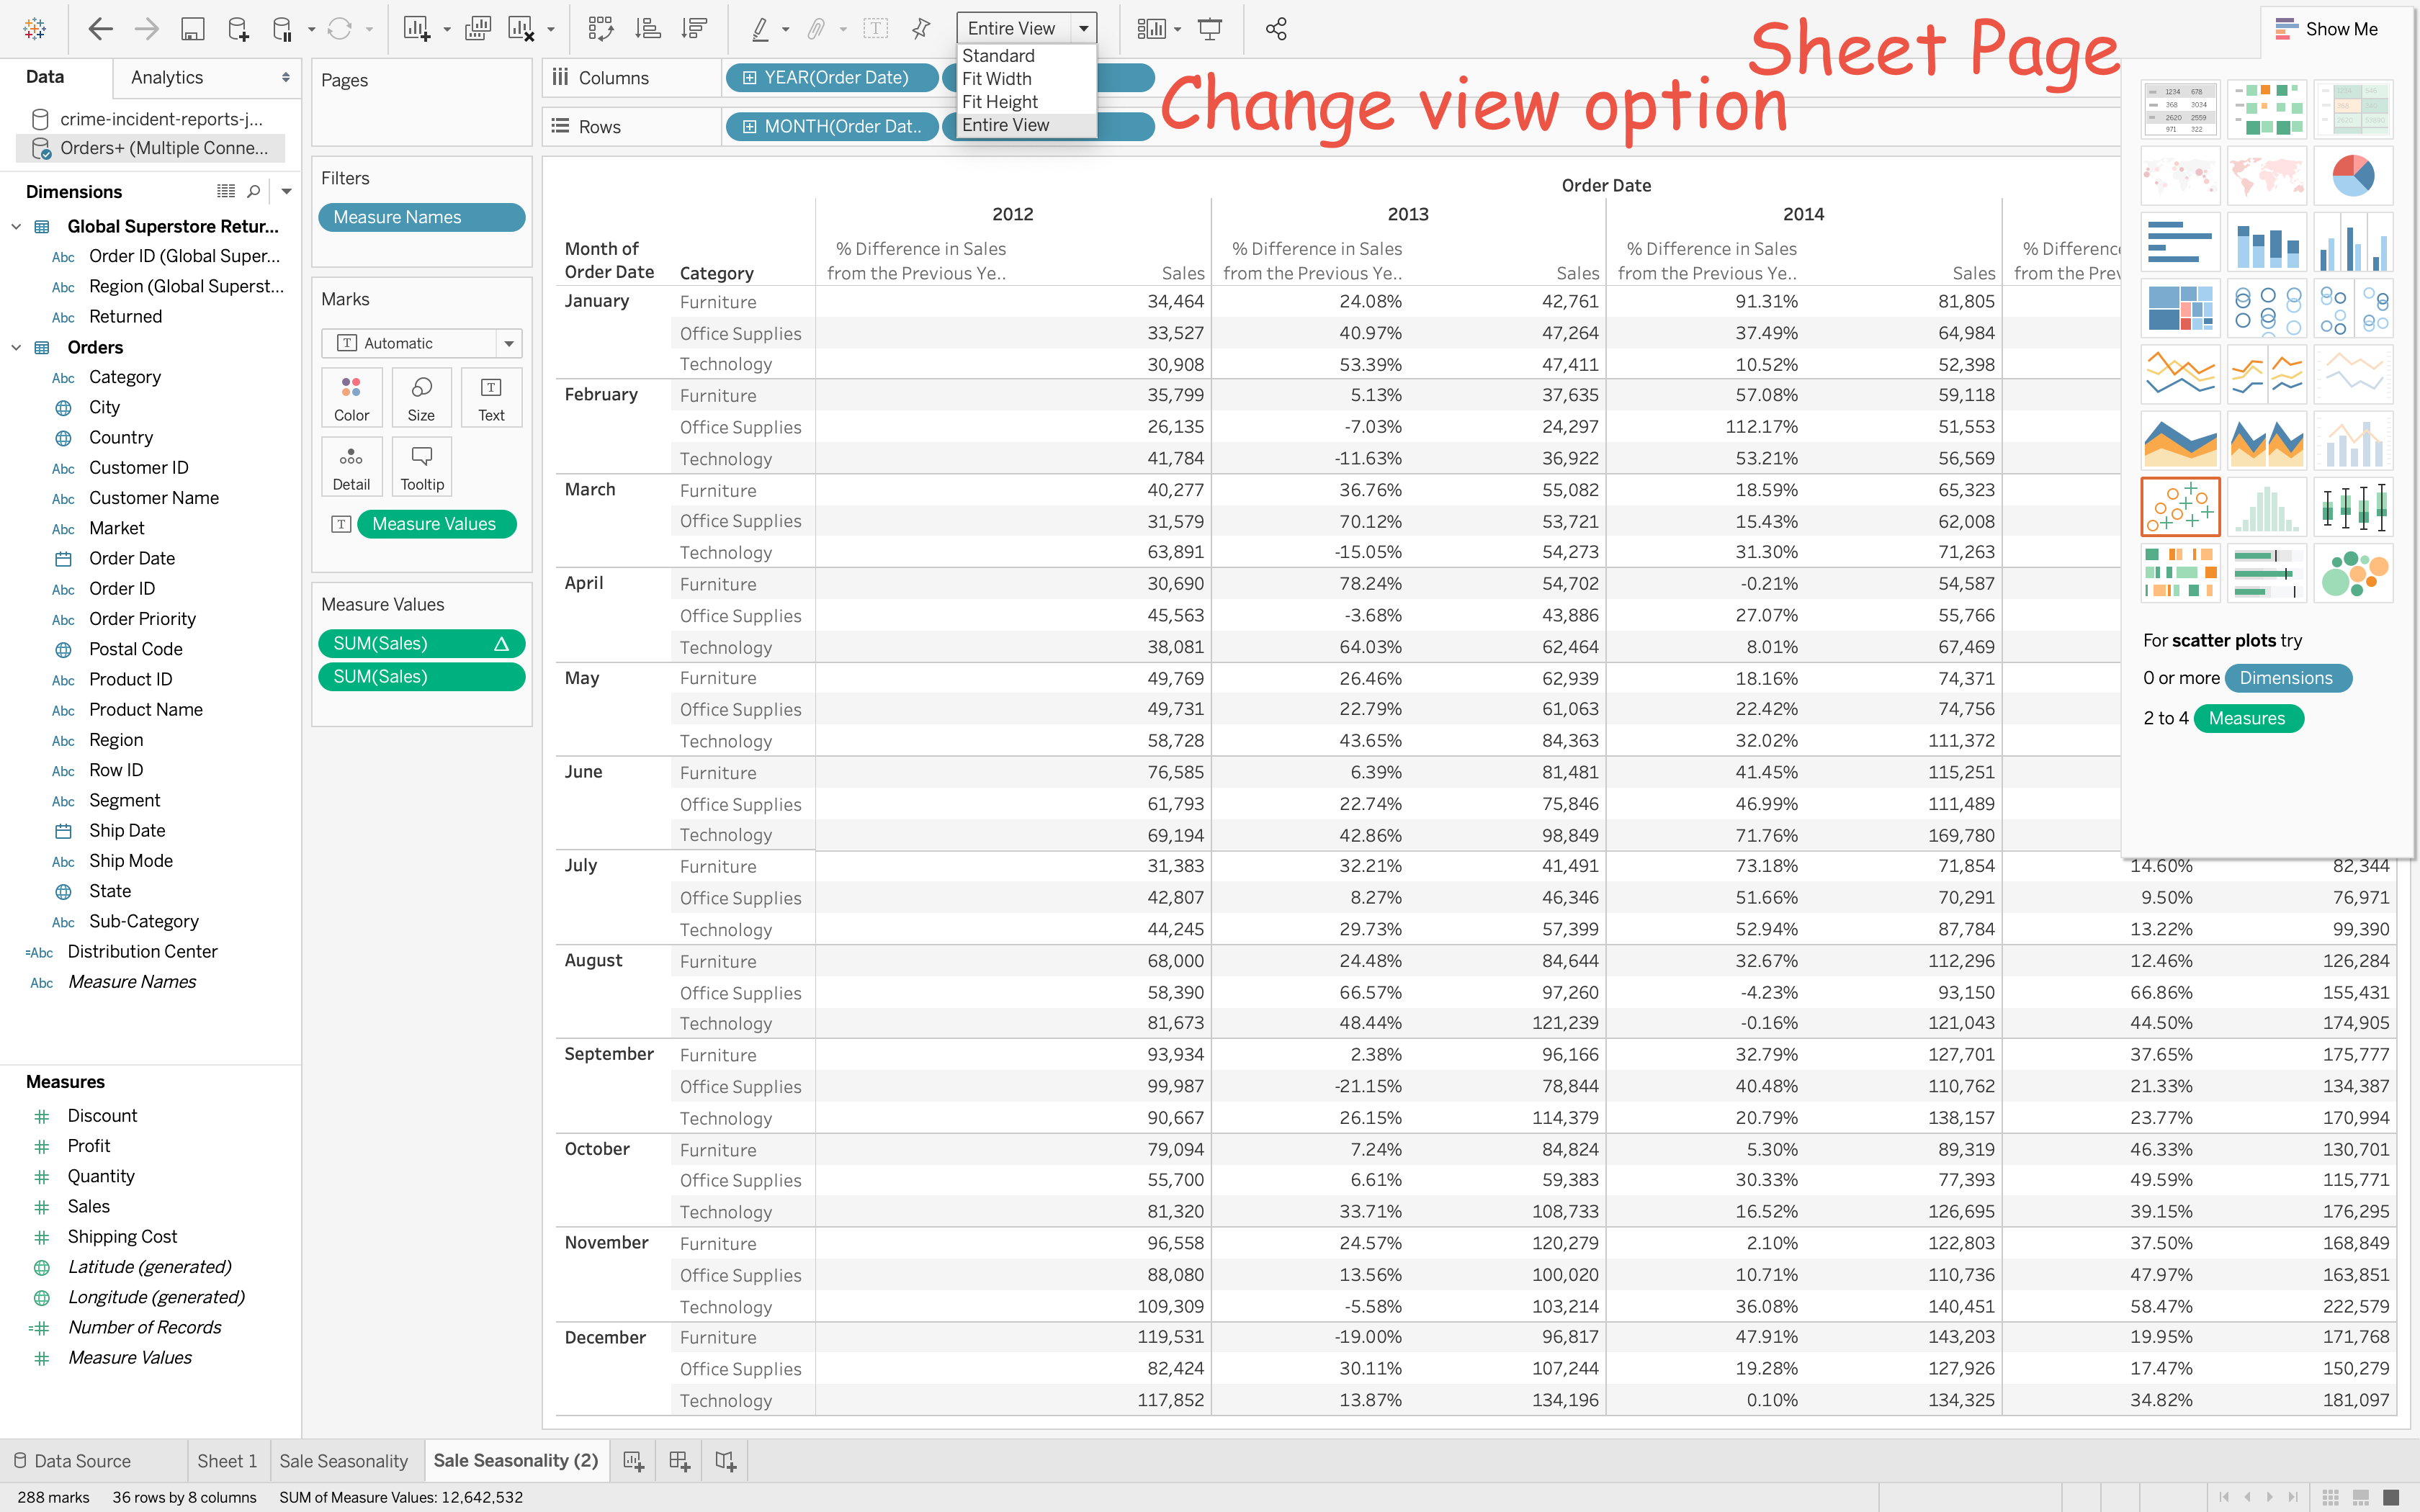 Entire View
Standard
Fit Width
Fit Height
Entire View
Sheet Page
Change view option
Show Me
Data
Analytics
crime-incident-reports-j...
Orders+ (Multiple Conne...
Dimensions
Global Superstore Retur...
Abc Order ID (Global Super...
Abc Region (Global Superst...
Abc Returned
Orders
Abc Category
City
Country
Abc Customer ID
Abc Customer Name
Abc Market
Order Date
Abc Order ID
Abc Order Priority
Postal Code
Abc Product ID
Abc Product Name
Abc Region
Abc Row ID
Abc Segment
Ship Date
Abc Ship Mode
State
Abc Sub-Category
=Abc Distribution Center
Abc Measure Names
Measures
# Discount
# Profit
# Quantity
# Sales
# Shipping Cost
Latitude (generated)
Longitude (generated)
=# Number of Records
# Measure Values
Pages
Filters
Measure Names
Marks
T Automatic
Color Size Text
Detail Tooltip
T Measure Values
Measure Values
SUM(Sales) Δ
SUM(Sales)
Columns YEAR(Order Date)
Rows MONTH(Order Dat..
Order Date
2012 2013 2014
Month of Order Date Category % Difference in Sales from the Previous Ye.. Sales % Difference in Sales from the Previous Ye.. Sales % Difference in Sales from the Previous Ye.. Sales % Difference from the Prev
January Furniture 34,464 24.08% 42,761 91.31% 81,805
Office Supplies 33,527 40.97% 47,264 37.49% 64,984
Technology 30,908 53.39% 47,411 10.52% 52,398
February Furniture 35,799 5.13% 37,635 57.08% 59,118
Office Supplies 26,135 -7.03% 24,297 112.17% 51,553
Technology 41,784 -11.63% 36,922 53.21% 56,569
March Furniture 40,277 36.76% 55,082 18.59% 65,323
Office Supplies 31,579 70.12% 53,721 15.43% 62,008
Technology 63,891 -15.05% 54,273 31.30% 71,263
April Furniture 30,690 78.24% 54,702 -0.21% 54,587
Office Supplies 45,563 -3.68% 43,886 27.07% 55,766
Technology 38,081 64.03% 62,464 8.01% 67,469
May Furniture 49,769 26.46% 62,939 18.16% 74,371
Office Supplies 49,731 22.79% 61,063 22.42% 74,756
Technology 58,728 43.65% 84,363 32.02% 111,372
June Furniture 76,585 6.39% 81,481 41.45% 115,251
Office Supplies 61,793 22.74% 75,846 46.99% 111,489
Technology 69,194 42.86% 98,849 71.76% 169,780
July Furniture 31,383 32.21% 41,491 73.18% 71,854 14.60% 82,344
Office Supplies 42,807 8.27% 46,346 51.66% 70,291 9.50% 76,971
Technology 44,245 29.73% 57,399 52.94% 87,784 13.22% 99,390
August Furniture 68,000 24.48% 84,644 32.67% 112,296 12.46% 126,284
Office Supplies 58,390 66.57% 97,260 -4.23% 93,150 66.86% 155,431
Technology 81,673 48.44% 121,239 -0.16% 121,043 44.50% 174,905
September Furniture 93,934 2.38% 96,166 32.79% 127,701 37.65% 175,777
Office Supplies 99,987 -21.15% 78,844 40.48% 110,762 21.33% 134,387
Technology 90,667 26.15% 114,379 20.79% 138,157 23.77% 170,994
October Furniture 79,094 7.24% 84,824 5.30% 89,319 46.33% 130,701
Office Supplies 55,700 6.61% 59,383 30.33% 77,393 49.59% 115,771
Technology 81,320 33.71% 108,733 16.52% 126,695 39.15% 176,295
November Furniture 96,558 24.57% 120,279 2.10% 122,803 37.50% 168,849
Office Supplies 88,080 13.56% 100,020 10.71% 110,736 47.97% 163,851
Technology 109,309 -5.58% 103,214 36.08% 140,451 58.47% 222,579
December Furniture 119,531 -19.00% 96,817 47.91% 143,203 19.95% 171,768
Office Supplies 82,424 30.11% 107,244 19.28% 127,926 17.47% 150,279
Technology 117,852 13.87% 134,196 0.10% 134,325 34.82% 181,097
1234 678
368 3034
2620 2559
971 322
For scatter plots try
0 or more Dimensions
2 to 4 Measures
Data Source Sheet 1 Sale Seasonality Sale Seasonality (2)
288 marks 36 rows by 8 columns SUM of Measure Values: 12,642,532